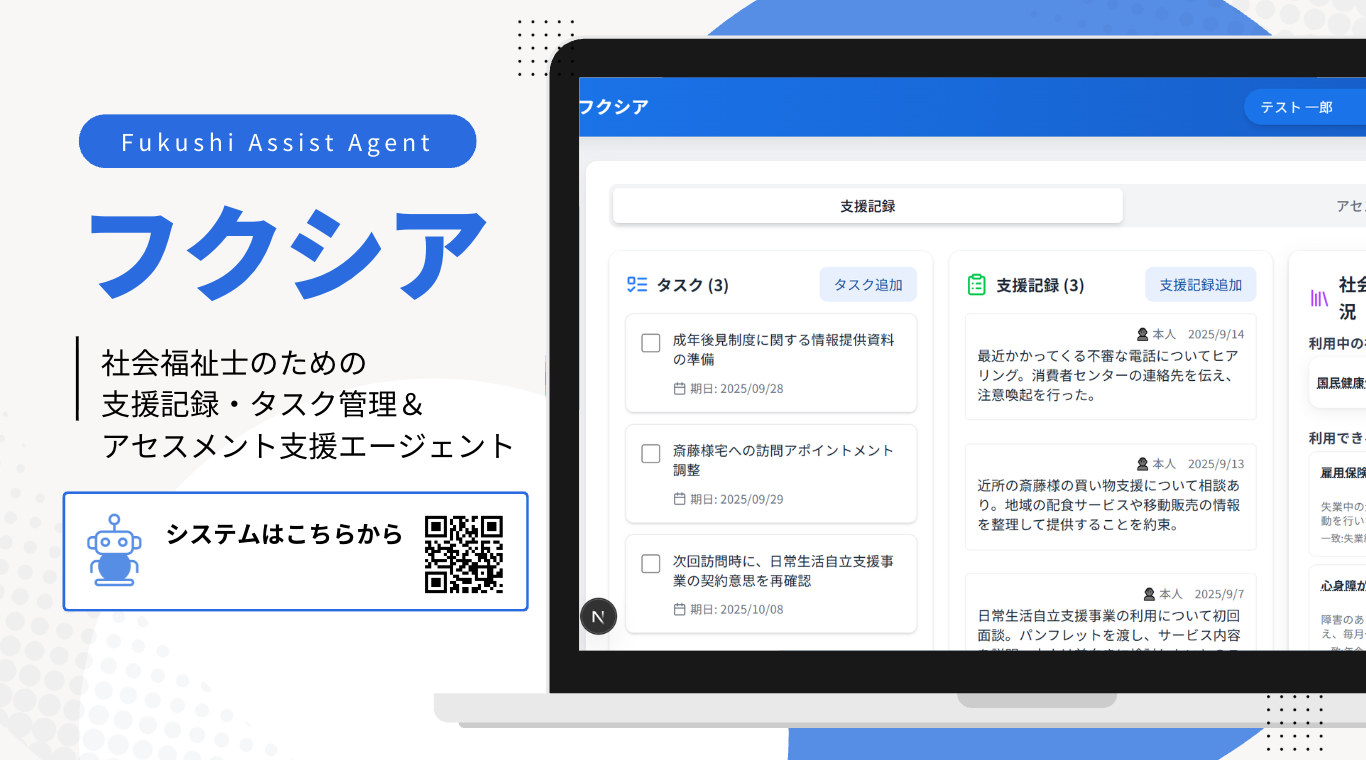 Fukushi Assist Agent
フクシア
社会福祉士のための
支援記録・タスク管理＆
アセスメント支援エージェント
システムはこちらから
フクシア
テスト 一郎
支援記録
アセ
タスク (3)
タスク追加
成年後見制度に関する情報提供資料
の準備
期日: 2025/09/28
斎藤様宅への訪問アポイントメント
調整
期日: 2025/09/29
次回訪問時に、日常生活自立支援事
業の契約意思を再確認
期日: 2025/10/08
N
支援記録 (3)
支援記録追加
本人 2025/9/14
最近かかってくる不審な電話についてヒア
リング。消費者センターの連絡先を伝え、
注意喚起を行った。
本人 2025/9/13
近所の斎藤様の買い物支援について相談あ
り。地域の配食サービスや移動販売の情報
を整理して提供することを約束。
本人 2025/9/7
日常生活自立支援事業の利用について初回
面談。パンフレットを渡し、サービス内容
社会
況
利用中の
国民健康
利用でき
雇用保険
失業中の
動を行い
一致:失業
心身障が
障害のあ
え、毎月